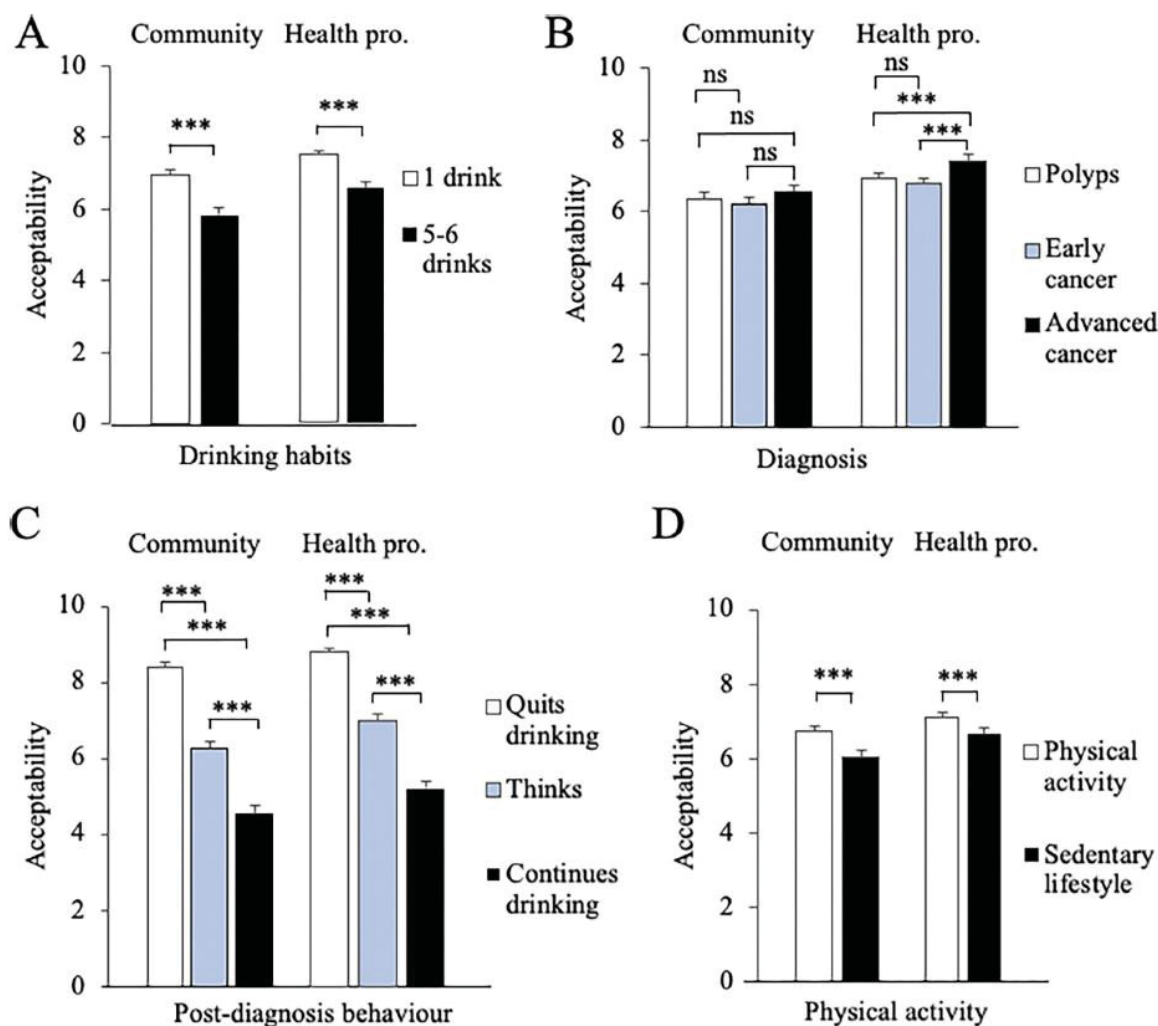 A
Community Health pro.
10
8
6
4
2
0
Acceptability
*** ***
1 drink
5-6
drinks
Drinking habits
B
Community Health pro.
10
8
6
4
2
0
Acceptability
ns ns
ns ***
ns ***
Polyps
Early
cancer
Advanced
cancer
Diagnosis
C
Community Health pro.
10
8
6
4
2
0
Acceptability
*** ***
*** ***
*** ***
Quits
drinking
Thinks
Continues
drinking
Post-diagnosis behaviour
D
Community Health pro.
10
8
6
4
2
0
Acceptability
*** ***
Physical
activity
Sedentary
lifestyle
Physical activity